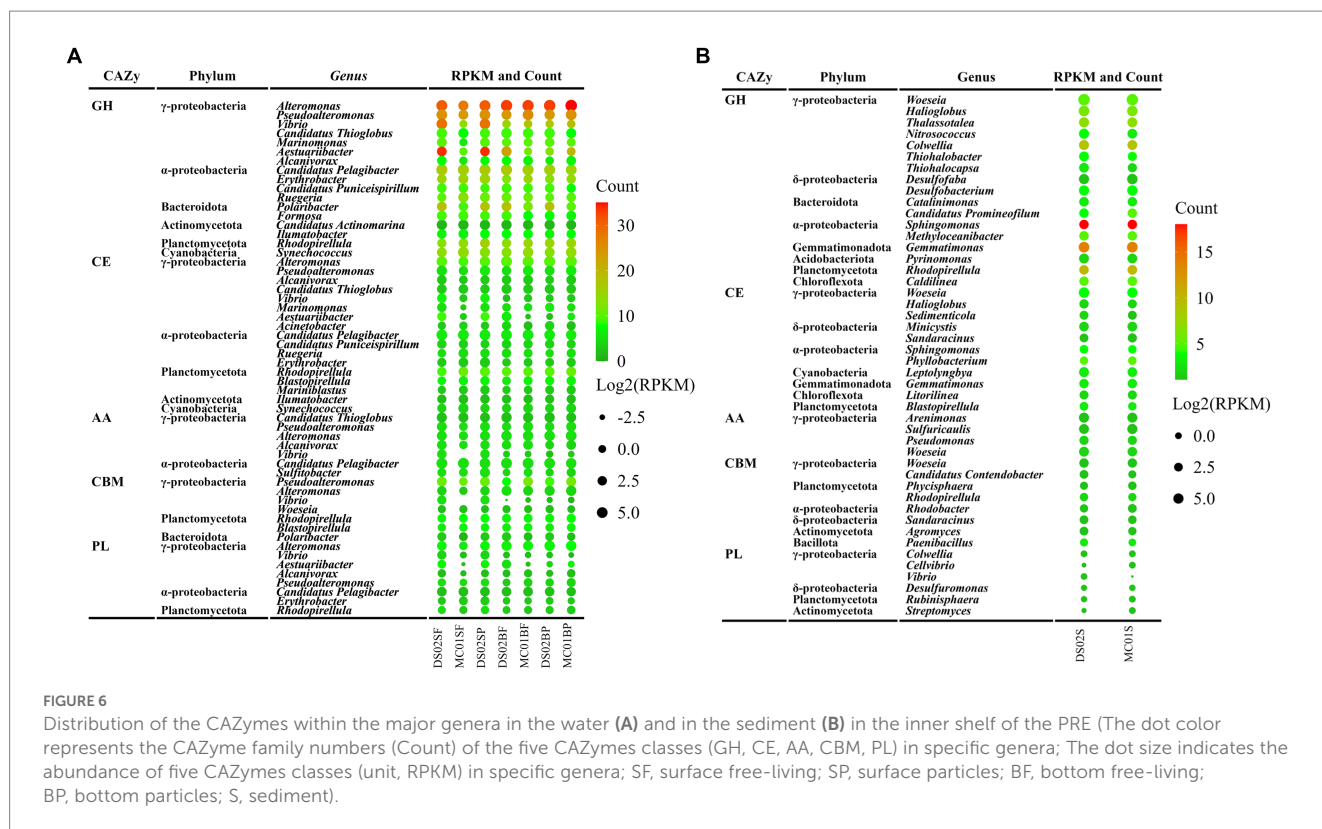 A
CAZy Phylum Genus RPKM and Count
GH γ-proteobacteria Alteromonas
Pseudoalteromonas
Vibrio
Candidatus Thioglobus
Marinomonas
Aestuariibacter
Alcanivorax
α-proteobacteria Candidatus Pelagibacter
Erythrobacter
Candidatus Puniceispirillum
Ruegeria
Bacteroidota Polaribacter
Formosa
Actinomycetota Candidatus Actinomarina
Ilumatobacter
Planctomycetota Rhodopirellula
Cyanobacteria Synechococcus
CE γ-proteobacteria Alteromonas
Pseudoalteromonas
Alcanivorax
Candidatus Thioglobus
Vibrio
Marinomonas
Aestuariibacter
Acinetobacter
α-proteobacteria Candidatus Pelagibacter
Candidatus Puniceispirillum
Ruegeria
Erythrobacter
Planctomycetota Rhodopirellula
Blastopirellula
Mariniblastus
Actinomycetota Ilumatobacter
Cyanobacteria Synechococcus
AA γ-proteobacteria Candidatus Thioglobus
Pseudoalteromonas
Alteromonas
Alcanivorax
Vibrio
α-proteobacteria Candidatus Pelagibacter
Sulfitobacter
CBM γ-proteobacteria Pseudoalteromonas
Alteromonas
Vibrio
Woeseia
Planctomycetota Rhodopirellula
Blastopirellula
Bacteroidota Polaribacter
PL γ-proteobacteria Alteromonas
Vibrio
Aestuariibacter
Alcanivorax
Pseudoalteromonas
α-proteobacteria Candidatus Pelagibacter
Erythrobacter
Planctomycetota Rhodopirellula
DS02SF
MC01SF
DS02SP
DS02BF
MC01BF
DS02BP
MC01BP
Count
30
20
10
0
Log2(RPKM)
-2.5
0.0
2.5
5.0
B
CAZy Phylum Genus RPKM and Count
GH γ-proteobacteria Woeseia
Halioglobus
Thalassotalea
Nitrosococcus
Colwellia
Thiohalobacter
Thiohalocapsa
δ-proteobacteria Desulfofaba
Desulfobacterium
Bacteroidota Catalinimonas
Candidatus Promineofilum
α-proteobacteria Sphingomonas
Methyloceanibacter
Gemmatimonadota Gemmatimonas
Acidobacteriota Pyrinomonas
Planctomycetota Rhodopirellula
Chloroflexota Caldilinea
CE γ-proteobacteria Woeseia
Halioglobus
Sedimenticola
δ-proteobacteria Minicystis
Sandaracinus
α-proteobacteria Sphingomonas
Phyllobacterium
Cyanobacteria Leptolyngbya
Gemmatimonadota Gemmatimonas
Chloroflexota Litorilinea
Planctomycetota Blastopirellula
AA γ-proteobacteria Arenimonas
Sulfuricaulis
Pseudomonas
Woeseia
CBM γ-proteobacteria Woeseia
Candidatus Contendobacter
Planctomycetota Phycisphaera
Rhodopirellula
α-proteobacteria Rhodobacter
δ-proteobacteria Sandaracinus
Actinomycetota Agromyces
Bacillota Paenibacillus
PL γ-proteobacteria Colwellia
Cellvibrio
Vibrio
δ-proteobacteria Desulfuromonas
Planctomycetota Rubinisphaera
Actinomycetota Streptomyces
DS02S
MC01S
Count
15
10
5
Log2(RPKM)
0.0
2.5
5.0
FIGURE 6
Distribution of the CAZymes within the major genera in the water (A) and in the sediment (B) in the inner shelf of the PRE (The dot color
represents the CAZyme family numbers (Count) of the five CAZymes classes (GH, CE, AA, CBM, PL) in specific genera; The dot size indicates the
abundance of five CAZymes classes (unit, RPKM) in specific genera; SF, surface free-living; SP, surface particles; BF, bottom free-living;
BP, bottom particles; S, sediment).